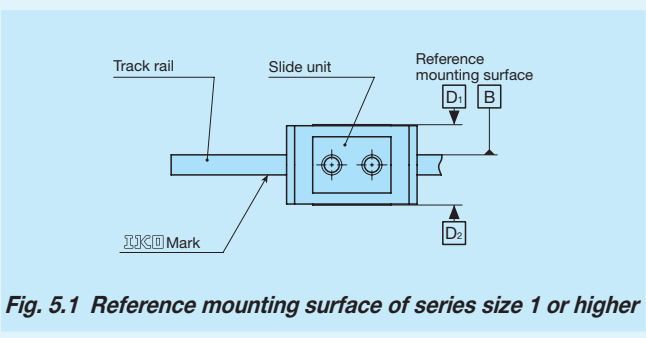 Track rail
Slide unit
Reference
mounting surface
D₁
B
IKO Mark
D₂
Fig. 5.1 Reference mounting surface of series size 1 or higher